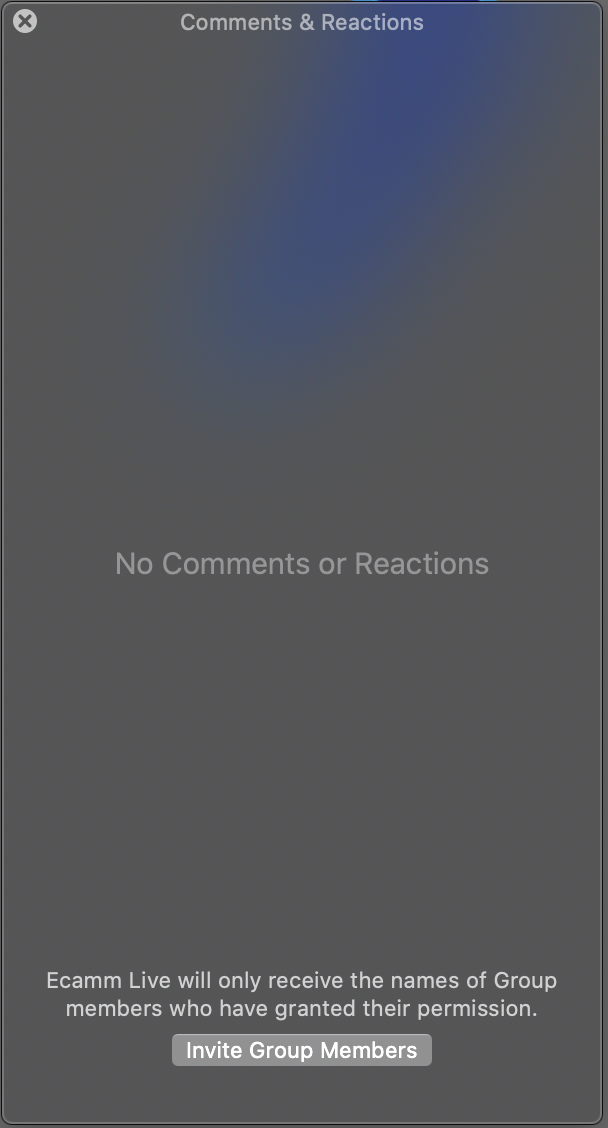 Comments & Reactions
No Comments or Reactions
Ecamm Live will only receive the names of Group
members who have granted their permission.
Invite Group Members